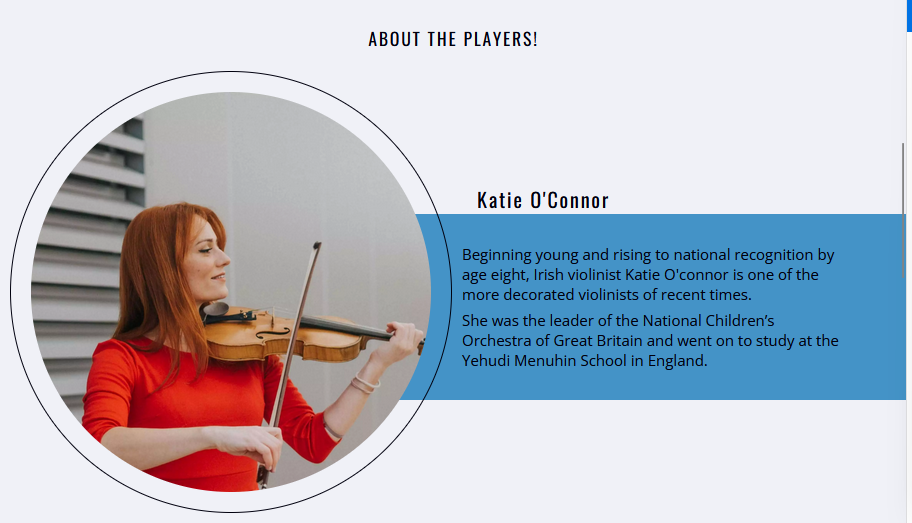 ABOUT THE PLAYERS!
Katie O'Connor
Beginning young and rising to national recognition by
age eight, Irish violinist Katie O'connor is one of the
more decorated violinists of recent times.
She was the leader of the National Children’s
Orchestra of Great Britain and went on to study at the
Yehudi Menuhin School in England.